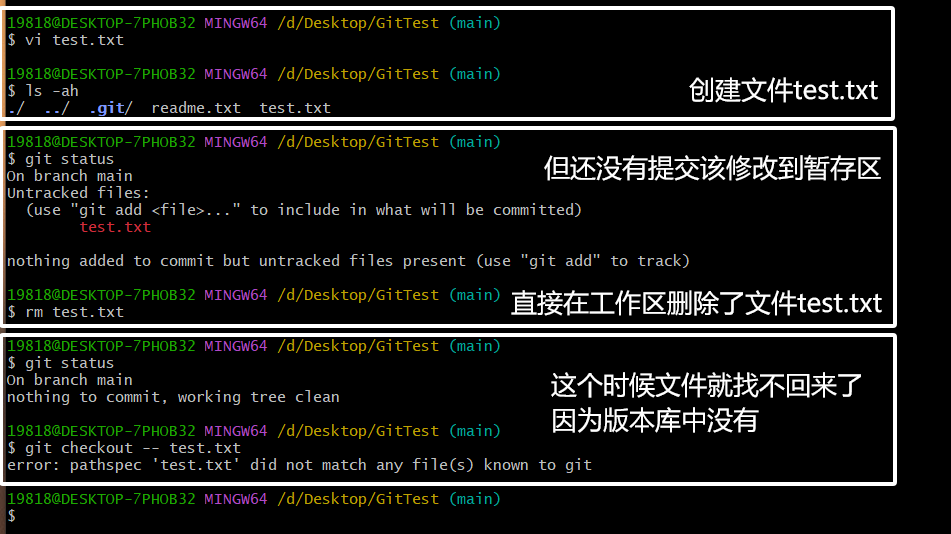 19818@DESKTOP-7PHOB32 MINGW64 /d/Desktop/GitTest (main)
$ vi test.txt
19818@DESKTOP-7PHOB32 MINGW64 /d/Desktop/GitTest (main)
$ ls -ah
./  ../  .git/  readme.txt  test.txt
创建文件test.txt
19818@DESKTOP-7PHOB32 MINGW64 /d/Desktop/GitTest (main)
$ git status
On branch main
Untracked files:
  (use "git add <file>..." to include in what will be committed)
        test.txt
但还没有提交该修改到暂存区
nothing added to commit but untracked files present (use "git add" to track)
19818@DESKTOP-7PHOB32 MINGW64 /d/Desktop/GitTest (main)
$ rm test.txt
直接在工作区删除了文件test.txt
19818@DESKTOP-7PHOB32 MINGW64 /d/Desktop/GitTest (main)
$ git status
On branch main
nothing to commit, working tree clean
这个时候文件就找不回来了
因为版本库中没有
19818@DESKTOP-7PHOB32 MINGW64 /d/Desktop/GitTest (main)
$ git checkout -- test.txt
error: pathspec 'test.txt' did not match any file(s) known to git
19818@DESKTOP-7PHOB32 MINGW64 /d/Desktop/GitTest (main)
$